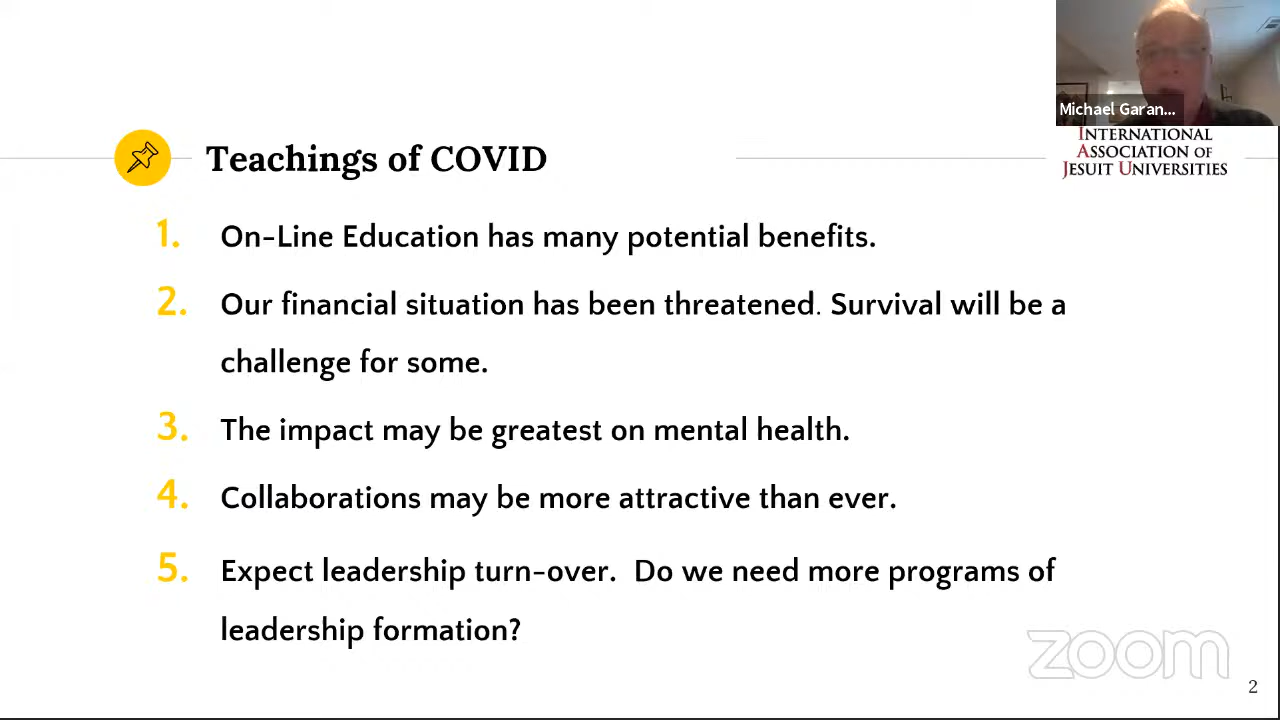 Michael Garan...
INTERNATIONAL
ASSOCIATION OF
JESUIT UNIVERSITIES
Teachings of COVID
1. On-Line Education has many potential benefits.
2. Our financial situation has been threatened. Survival will be a
challenge for some.
3. The impact may be greatest on mental health.
4. Collaborations may be more attractive than ever.
5. Expect leadership turn-over.  Do we need more programs of
leadership formation?
zoom
2